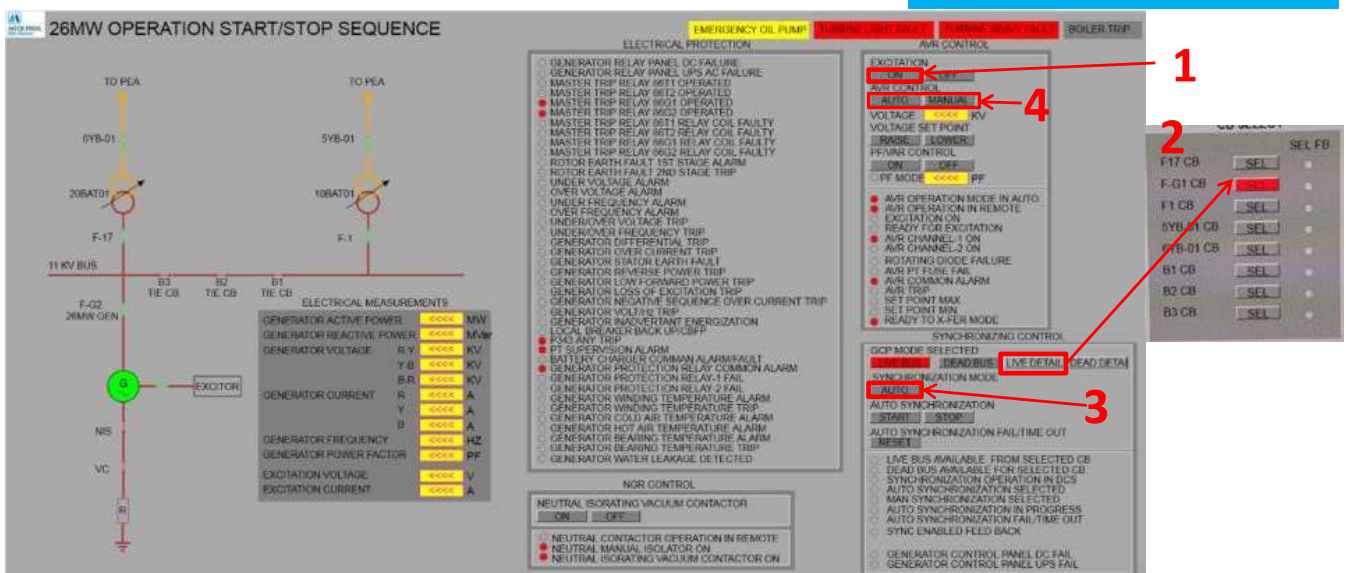 26MW OPERATION START/STOP SEQUENCE
EMERGENCY OIL PUMP
TURBINE LIGHT FAULT
TURBINE HEAVY FAULT
BOILER TRIP
TO PEA
TO PEA
6YB-01
5YB-01
20BAT01
10BAT01
F-17
F-1
11 KV BUS
B3
TIE CB
B2
TIE CB
B1
TIE CB
F-G2
26MW GEN
G
EXCITOR
NIS
VC
R
ELECTRICAL MEASUREMENTS
GENERATOR ACTIVE POWER <<<< MW
GENERATOR REACTIVE POWER <<<< MVar
GENERATOR VOLTAGE R-Y <<<< KV
Y-B <<<< KV
B-R <<<< KV
GENERATOR CURRENT R <<<< A
Y <<<< A
B <<<< A
GENERATOR FREQUENCY <<<< HZ
GENERATOR POWER FACTOR <<<< PF
EXCITATION VOLTAGE <<<< V
EXCITATION CURRENT <<<< A
ELECTRICAL PROTECTION
GENERATOR RELAY PANEL DC FAILURE
GENERATOR RELAY PANEL UPS AC FAILURE
MASTER TRIP RELAY 86T1 OPERATED
MASTER TRIP RELAY 86T2 OPERATED
MASTER TRIP RELAY 86G1 OPERATED
MASTER TRIP RELAY 86G2 OPERATED
MASTER TRIP RELAY 86T1 RELAY COIL FAULTY
MASTER TRIP RELAY 86T2 RELAY COIL FAULTY
MASTER TRIP RELAY 86G1 RELAY COIL FAULTY
MASTER TRIP RELAY 86G2 RELAY COIL FAULTY
ROTOR EARTH FAULT 1ST STAGE ALARM
ROTOR EARTH FAULT 2ND STAGE TRIP
UNDER VOLTAGE ALARM
OVER VOLTAGE ALARM
UNDER FREQUENCY ALARM
OVER FREQUENCY ALARM
UNDER/OVER VOLTAGE TRIP
UNDER/OVER FREQUENCY TRIP
GENERATOR DIFFERENTIAL TRIP
GENERATOR OVER CURRENT TRIP
GENERATOR STATOR EARTH FAULT
GENERATOR REVERSE POWER TRIP
GENERATOR LOW FORWARD POWER TRIP
GENERATOR LOSS OF EXCITATION TRIP
GENERATOR NEGATIVE SEQUENCE OVER CURRENT TRIP
GENERATOR VOLT/Hz TRIP
GENERATOR INADVERTANT ENERGIZATION
LOCAL BREAKER BACK UP/CBFP
P343 ANY TRIP
PT SUPERVISION ALARM
BATTERY CHARGER COMMAN ALARM/FAULT
GENERATOR PROTECTION RELAY COMMON ALARM
GENERATOR PROTECTION RELAY-1 FAIL
GENERATOR PROTECTION RELAY-2 FAIL
GENERATOR WINDING TEMPERATURE ALARM
GENERATOR WINDING TEMPERATURE TRIP
GENERATOR COLD AIR TEMPERATURE ALARM
GENERATOR HOT AIR TEMPERATURE ALARM
GENERATOR BEARING TEMPERATURE ALARM
GENERATOR BEARING TEMPERATURE TRIP
GENERATOR WATER LEAKAGE DETECTED
NGR CONTROL
NEUTRAL ISORATING VACUUM CONTACTOR
ON OFF
NEUTRAL CONTACTOR OPERATION IN REMOTE
NEUTRAL MANUAL ISOLATOR ON
NEUTRAL ISORATING VACUUM CONTACTOR ON
AVR CONTROL
EXCITATION
ON OFF
AVR CONTROL
AUTO MANUAL
VOLTAGE <<<< KV
VOLTAGE SET POINT
RAISE LOWER
PF/VAR CONTROL
ON OFF
PF MODE <<<< PF
AVR OPERATION MODE IN AUTO
AVR OPERATION IN REMOTE
EXCITATION ON
READY FOR EXCITATION
AVR CHANNEL-1 ON
AVR CHANNEL-2 ON
ROTATING DIODE FAILURE
AVR PT FUSE FAIL
AVR COMMON ALARM
AVR TRIP
SET POINT MAX
SET POINT MIN
READY TO X-FER MODE
SYNCHRONIZING CONTROL
GCP MODE SELECTED
LIVE BUS DEAD BUS LIVE DETAIL DEAD DETAI
SYNCHRONIZATION MODE
AUTO
AUTO SYNCHRONIZATION
START STOP
AUTO SYNCHRONIZATION FAIL/TIME OUT
RESET
LIVE BUS AVAILABLE FROM SELECTED CB
DEAD BUS AVAILABLE FOR SELECTED CB
SYNCHRONIZATION OPERATION IN DCS
AUTO SYNCHRONIZATION SELECTED
MAN SYNCHRONIZATION SELECTED
AUTO SYNCHRONIZATION IN PROGRESS
AUTO SYNCHRONIZATION FAIL/TIME OUT
SYNC ENABLED FEED BACK
GENERATOR CONTROL PANEL DC FAIL
GENERATOR CONTROL PANEL UPS FAIL
1
4
2
3
CB SELECT
SEL FB
F17 CB SEL
F-G1 CB SEL
F1 CB SEL
5YB-01 CB SEL
6YB-01 CB SEL
B1 CB SEL
B2 CB SEL
B3 CB SEL